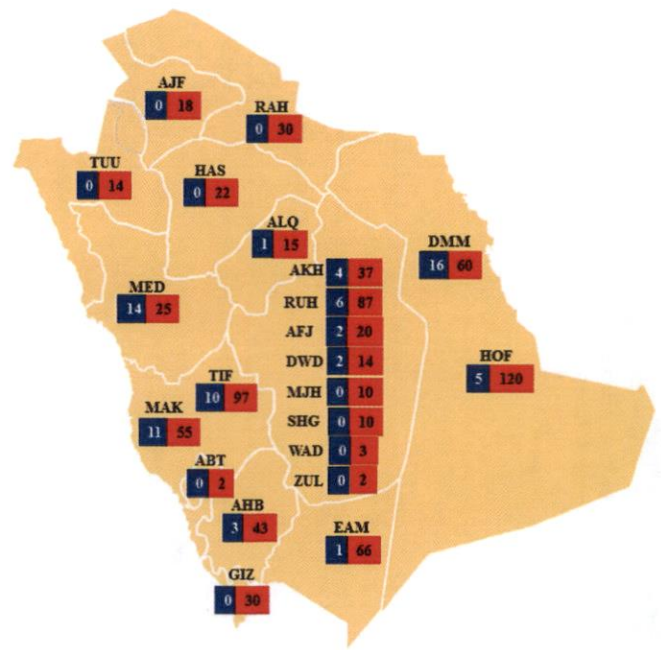 AJF
0 18
RAH
0 30
TUU
0 14
HAS
0 22
ALQ
1 15
DMM
16 60
AKH 4 37
MED
14 25
RUH 6 87
AFJ 2 20
DWD 2 14
HOF
5 120
TIF
10 97
MJH 0 10
MAK
11 55
SHG 0 10
WAD 0 3
ABT
0 2
ZUL 0 2
AHB
3 43
EAM
1 66
GIZ
0 30